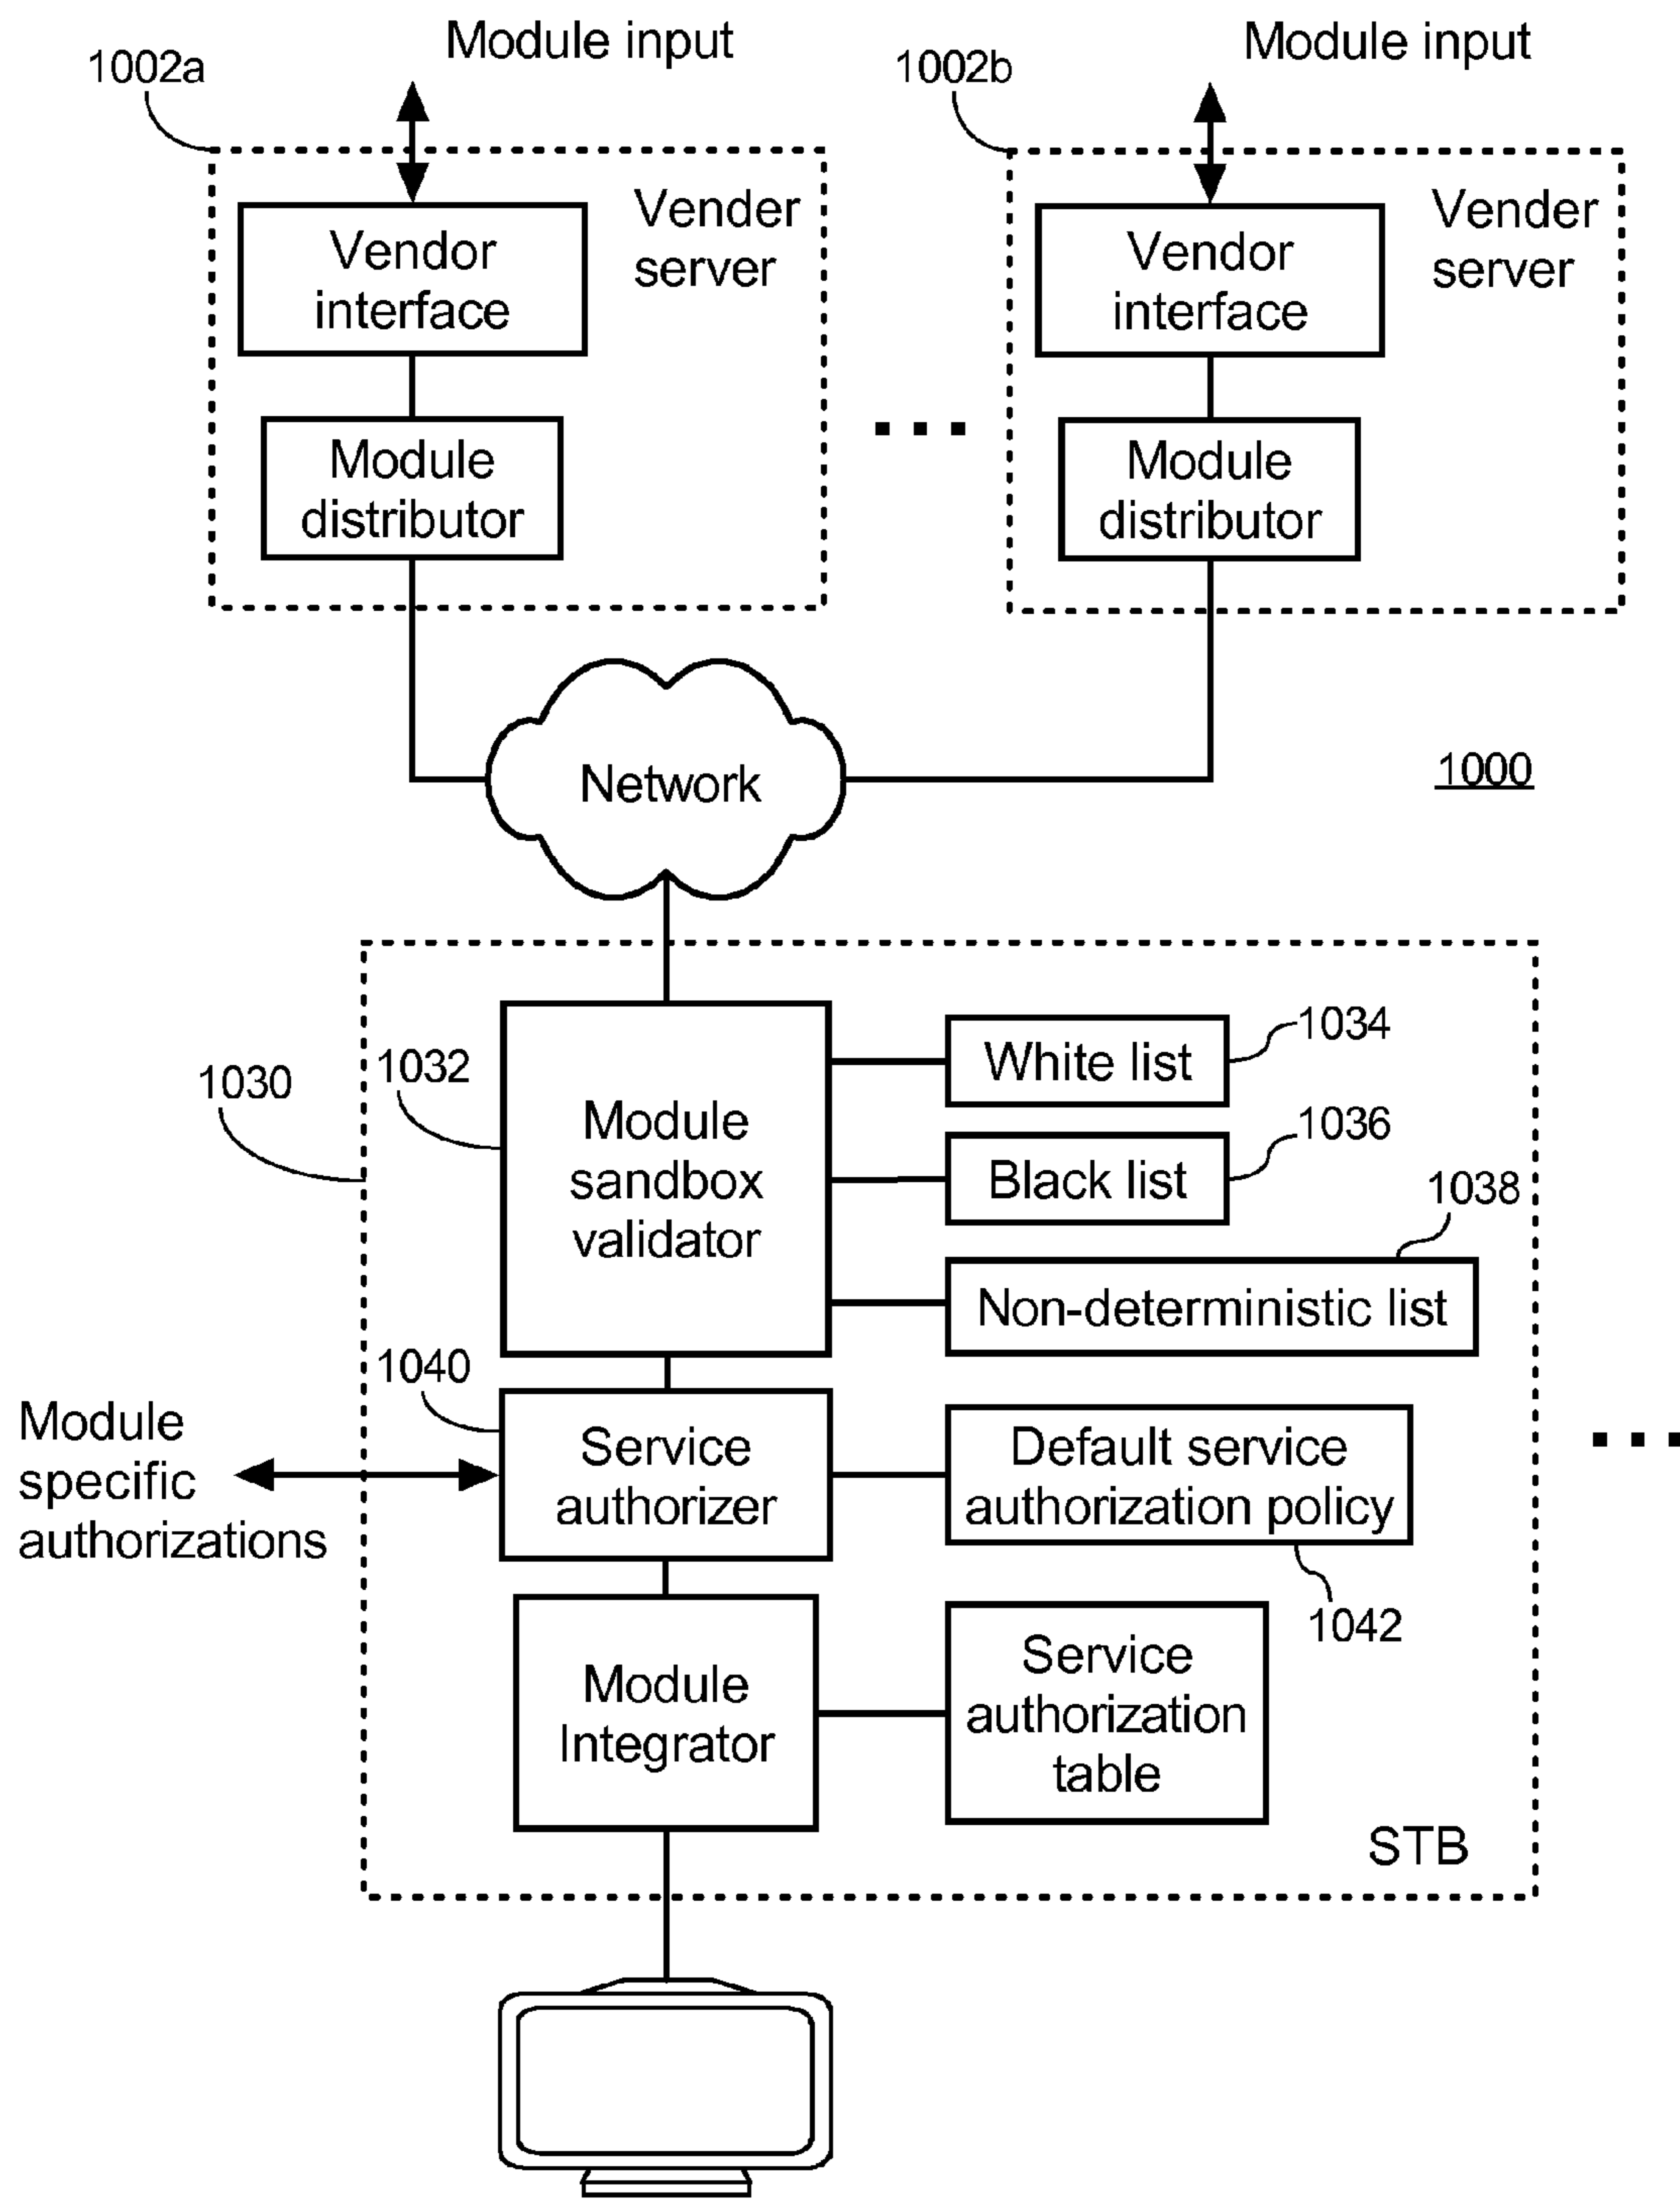 Module input
Module input
1002a
1002b
Vender
server
Vendor
interface
Module
distributor
Vender
server
Vendor
interface
Module
distributor
Network
1000
1030
1032
Module
sandbox
validator
White list
1034
Black list
1036
1038
Non-deterministic list
1040
Module
specific
authorizations
Service
authorizer
Default service
authorization policy
1042
Module
Integrator
Service
authorization
table
STB